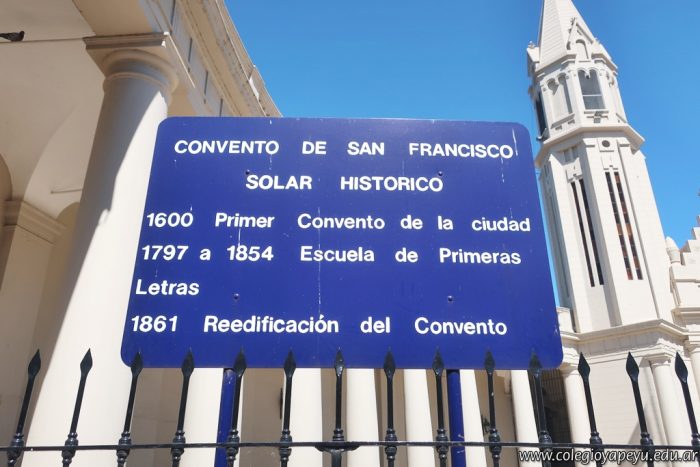 CONVENTO DE SAN FRANCISCO
SOLAR HISTORICO
1600 Primer Convento de la ciudad
1797 a 1854 Escuela de Primeras
Letras
1861 Reedificación del Convento
www.colegioyapeyu.edu.ar